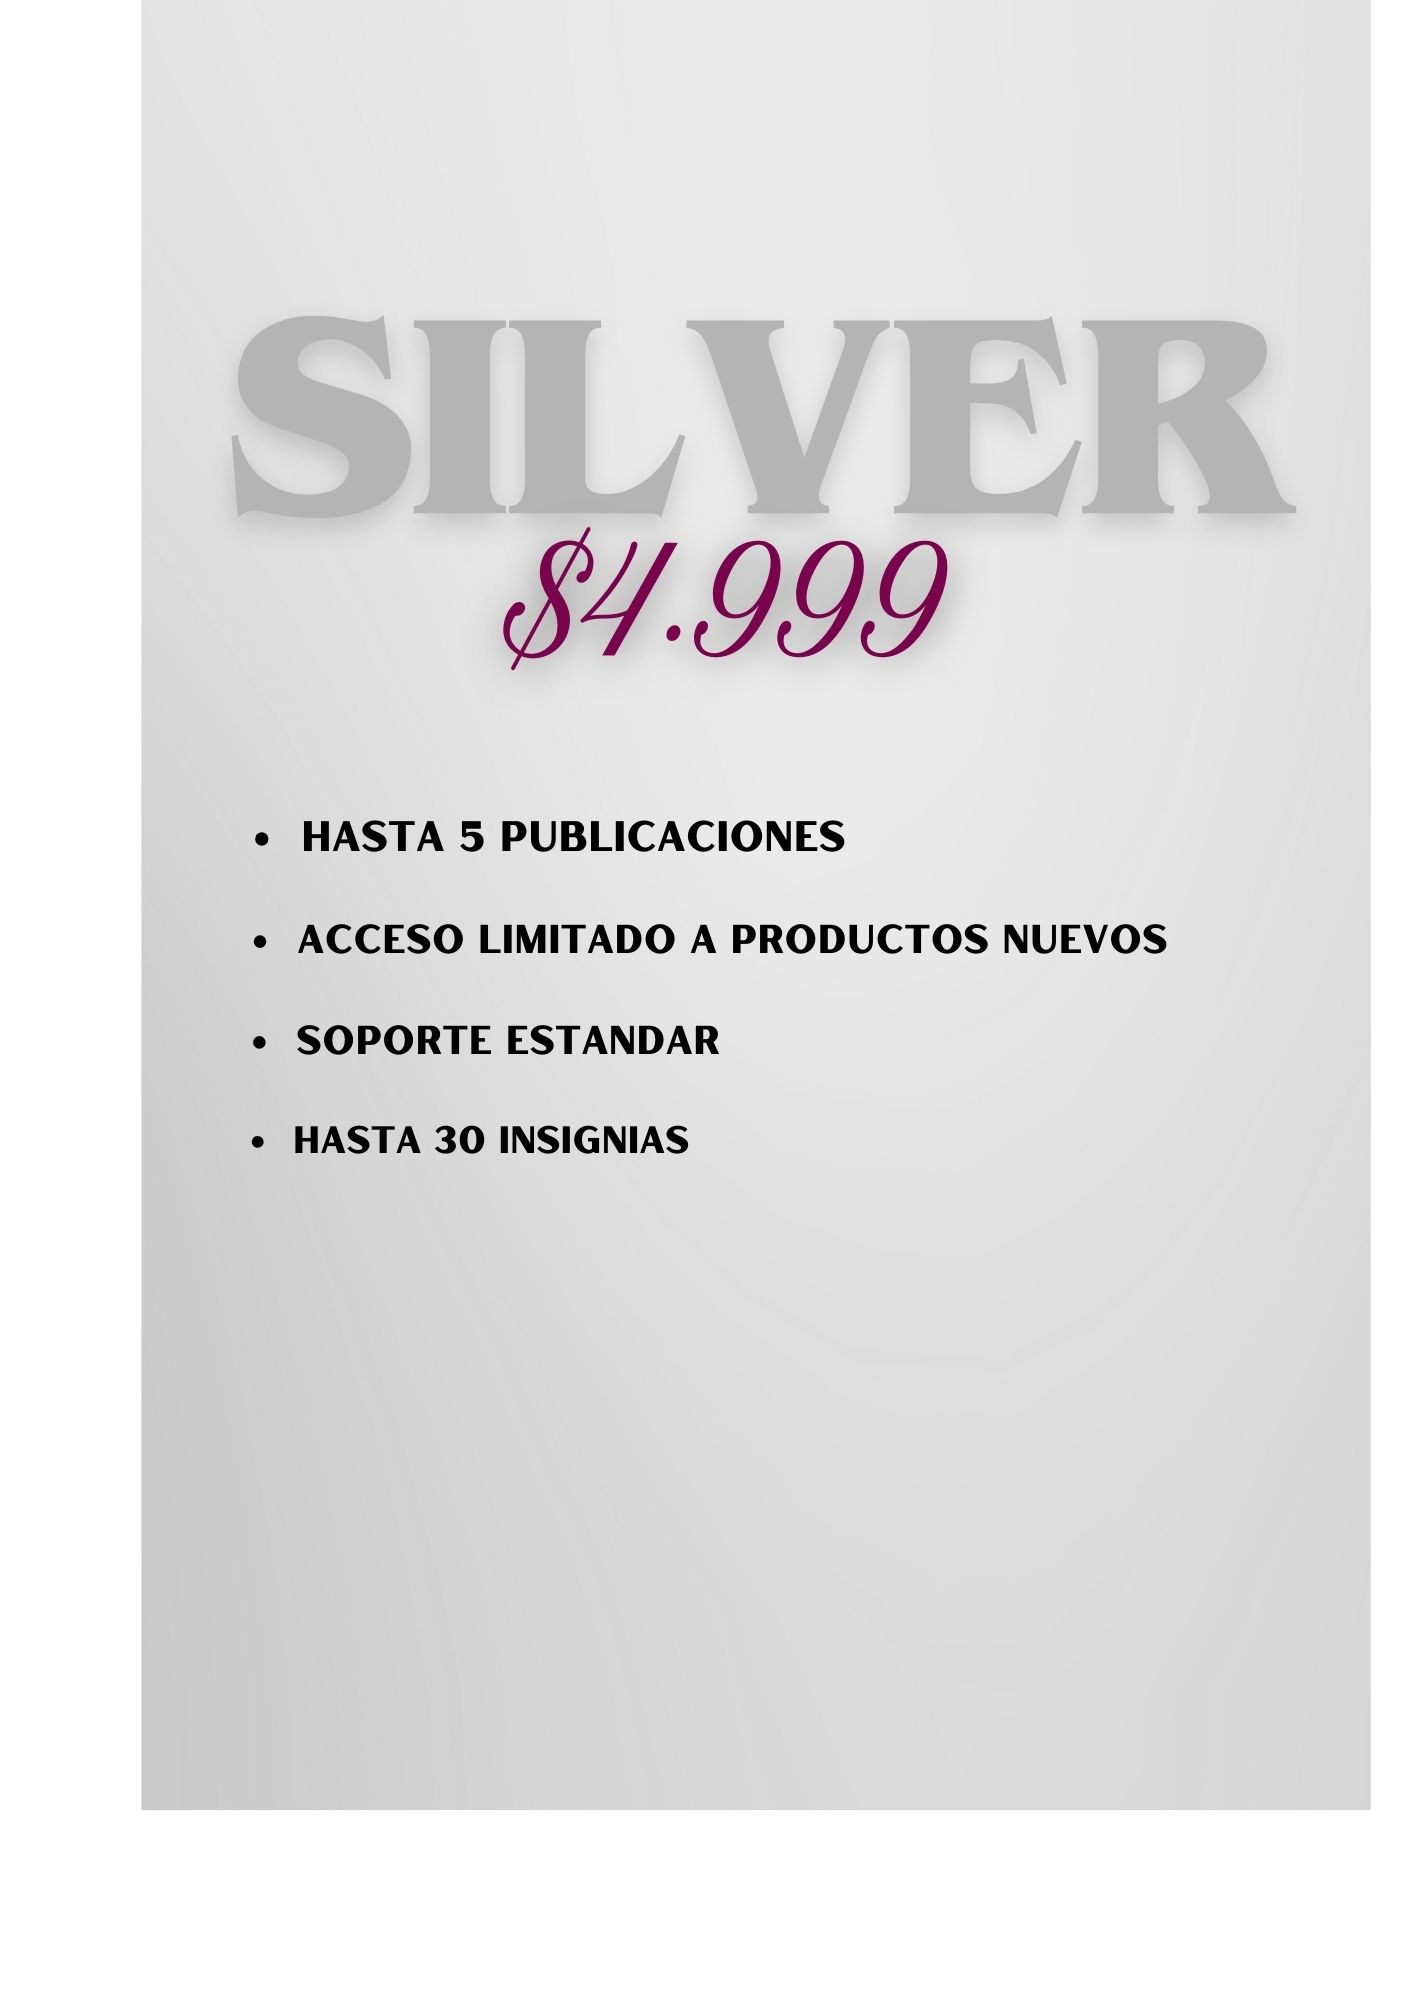 SILVER
$4.999
• HASTA 5 PUBLICACIONES
• ACCESO LIMITADO A PRODUCTOS NUEVOS
• SOPORTE ESTANDAR
• HASTA 30 INSIGNIAS